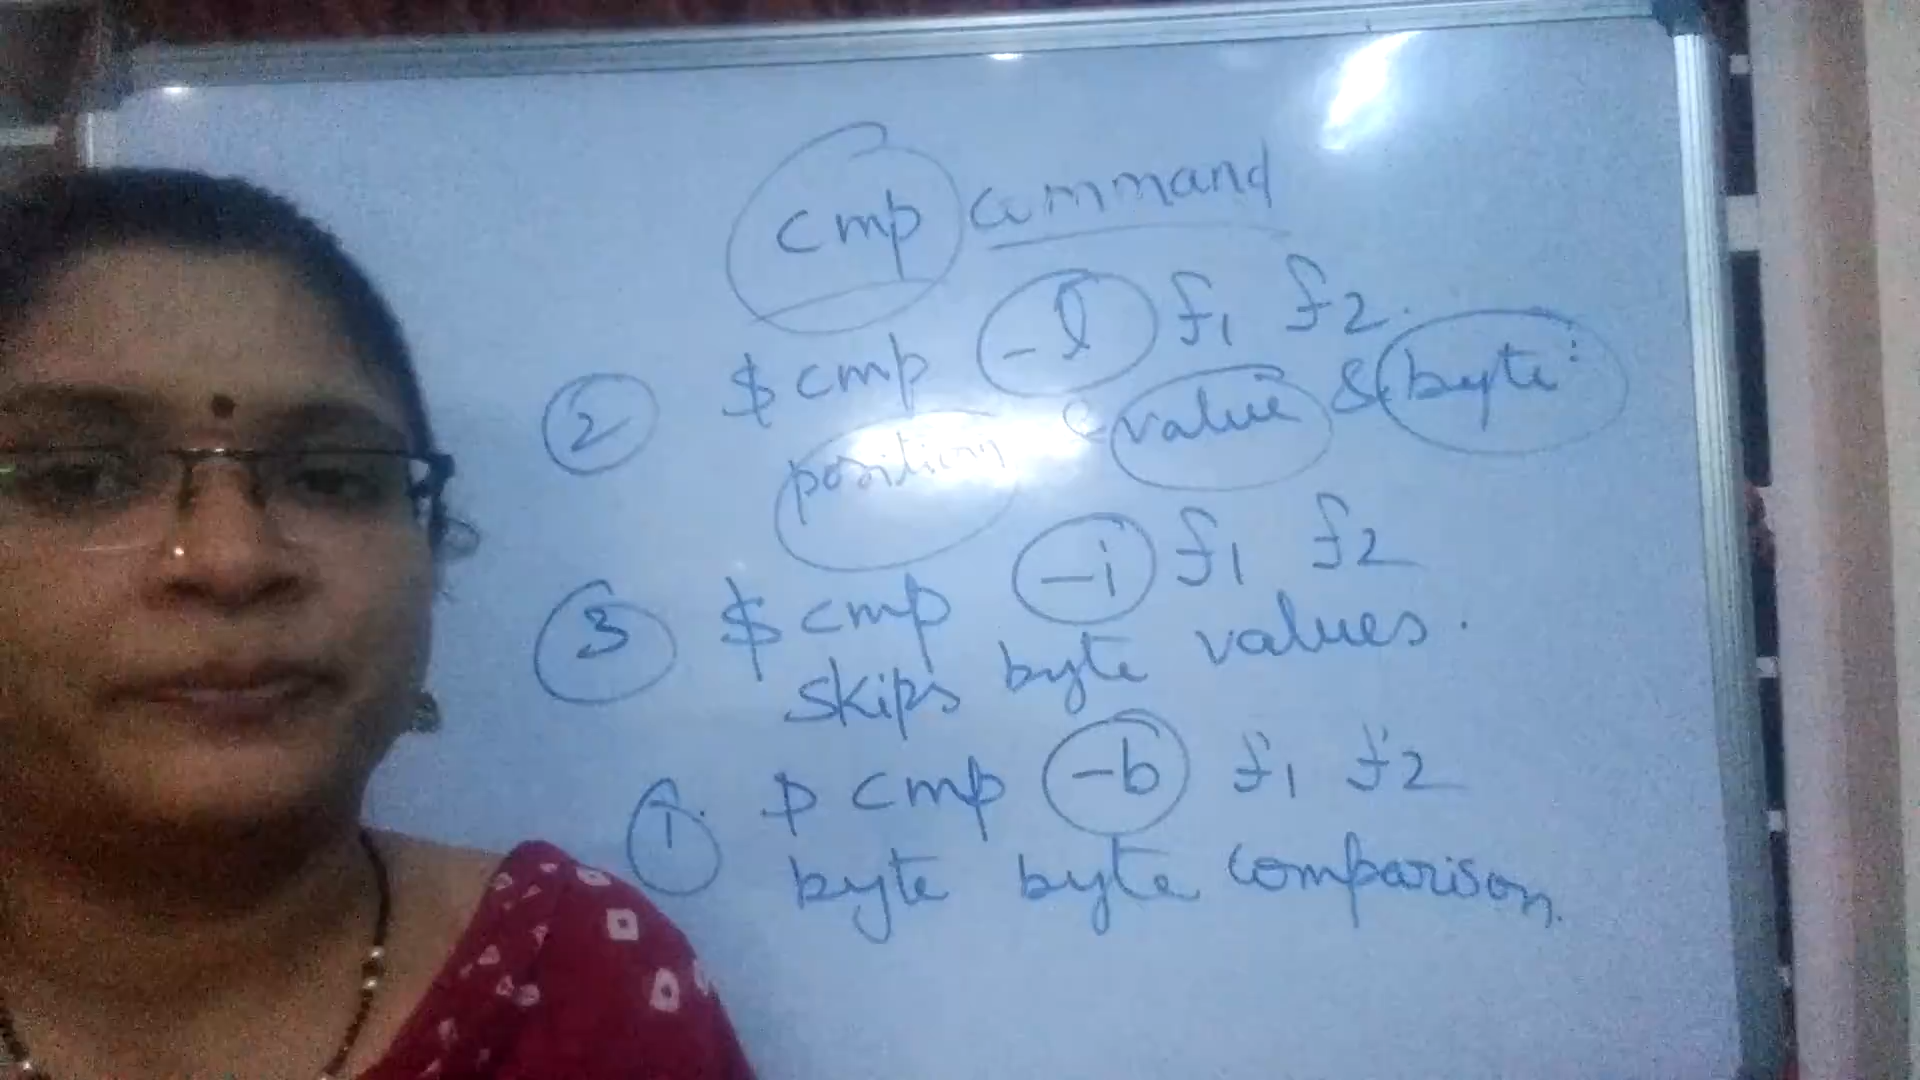 cmp command
② $ cmp -l f1 f2.
position value & byte:
③ $ cmp -i f1 f2
skips byte values.
① $ cmp -b f1 f2
byte byte comparison.